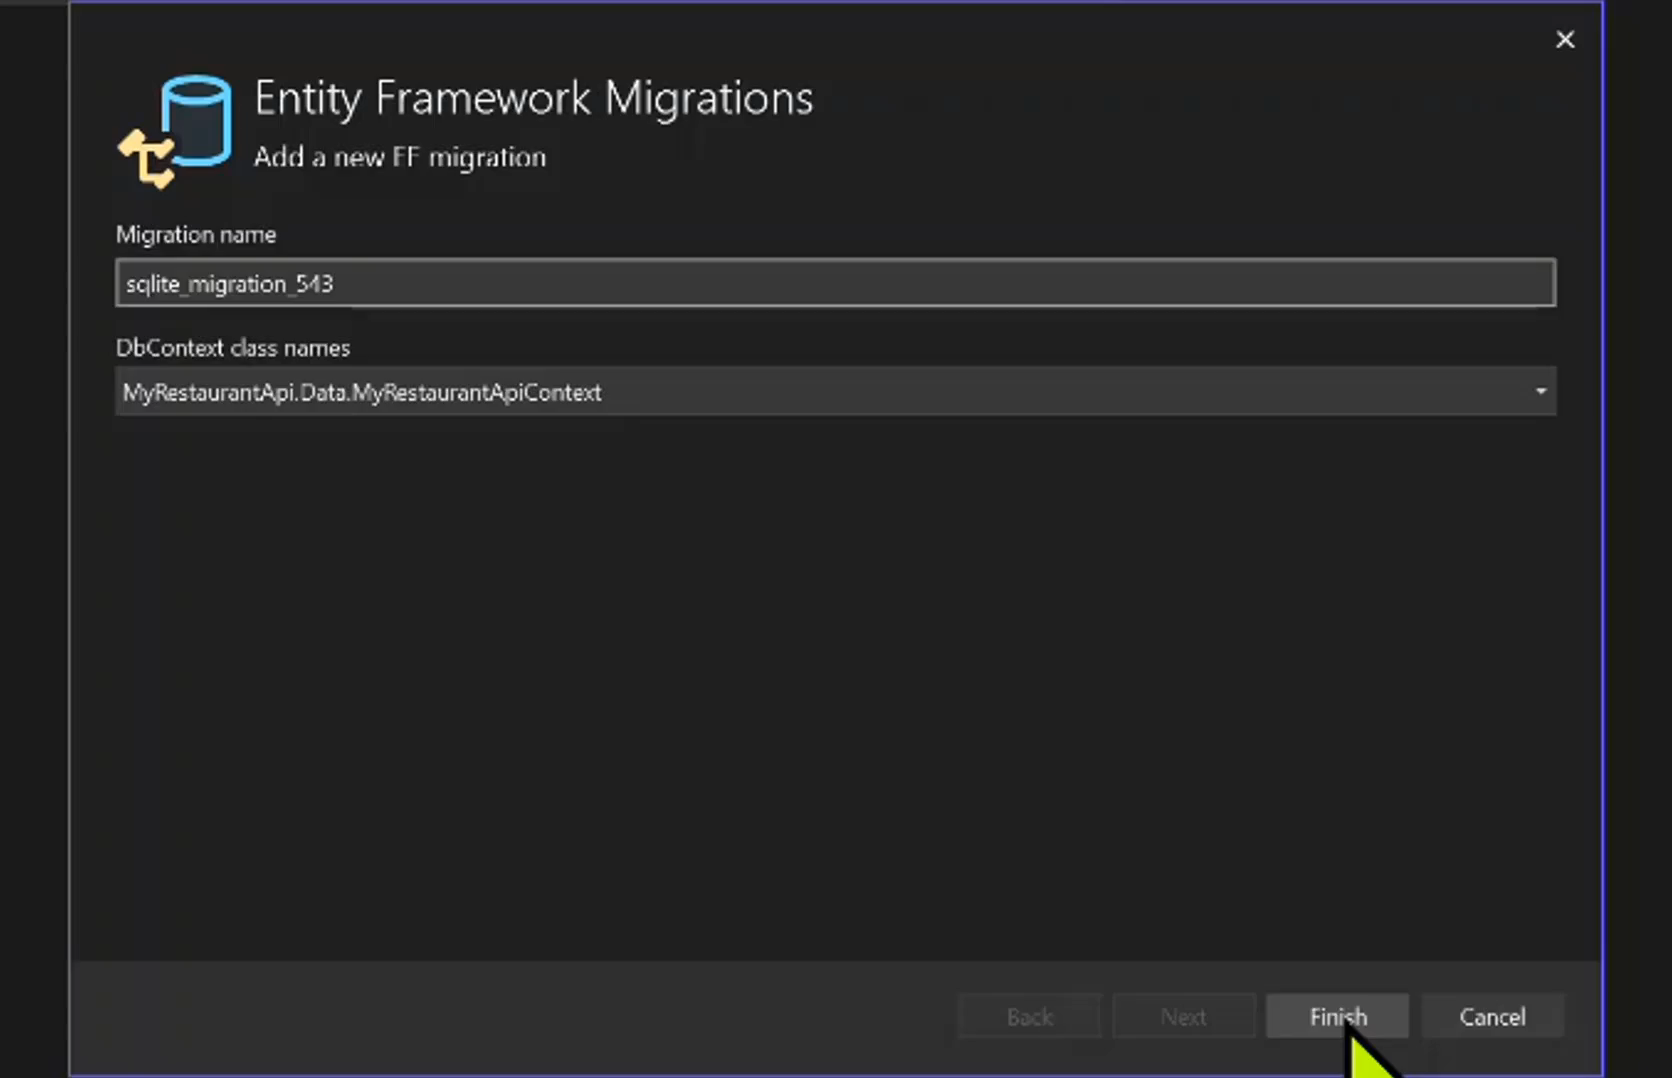 Entity Framework Migrations
Add a new EF migration
Migration name
sqlite_migration_543
DbContext class names
MyRestaurantApi.Data.MyRestaurantApiContext
Back
Next
Finish
Cancel